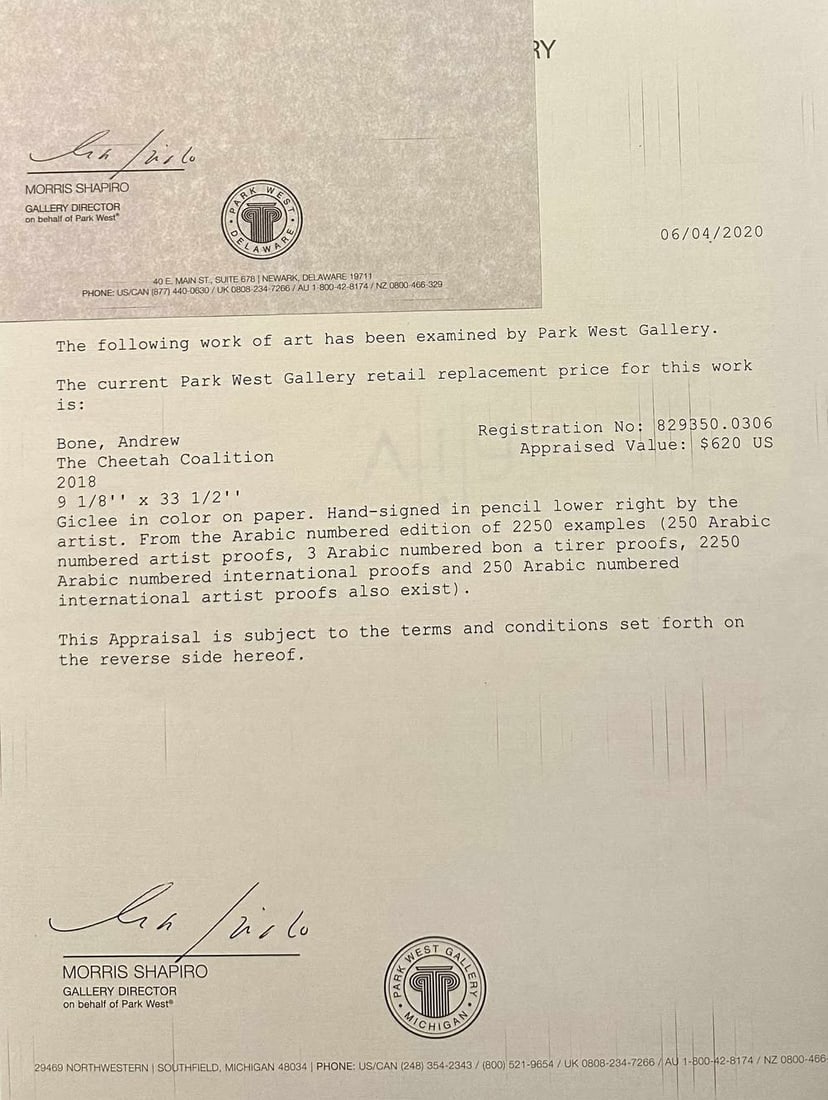 RY
MORRIS SHAPIRO
GALLERY DIRECTOR
on behalf of Park West®
PARK WEST
DELAWARE
40 E. MAIN ST., SUITE 678 | NEWARK, DELAWARE 19711
PHONE: US/CAN (877) 440-0630 / UK 0808-234-7266 / AU 1-800-42-8174 / NZ 0800-466-329
06/04/2020
The following work of art has been examined by Park West Gallery.
The current Park West Gallery retail replacement price for this work
is:
Registration No: 829350.0306
Appraised Value: $620 US
Bone, Andrew
The Cheetah Coalition
2018
9 1/8'' x 33 1/2''
Giclee in color on paper. Hand-signed in pencil lower right by the
artist. From the Arabic numbered edition of 2250 examples (250 Arabic
numbered artist proofs, 3 Arabic numbered bon a tirer proofs, 2250
Arabic numbered international proofs and 250 Arabic numbered
international artist proofs also exist).
This Appraisal is subject to the terms and conditions set forth on
the reverse side hereof.
MORRIS SHAPIRO
GALLERY DIRECTOR
on behalf of Park West®
PARK WEST GALLERY
MICHIGAN
29469 NORTHWESTERN | SOUTHFIELD, MICHIGAN 48034 | PHONE: US/CAN (248) 354-2343 / (800) 521-9654 / UK 0808-234-7266 / AU 1-800-42-8174 / NZ 0800-466-